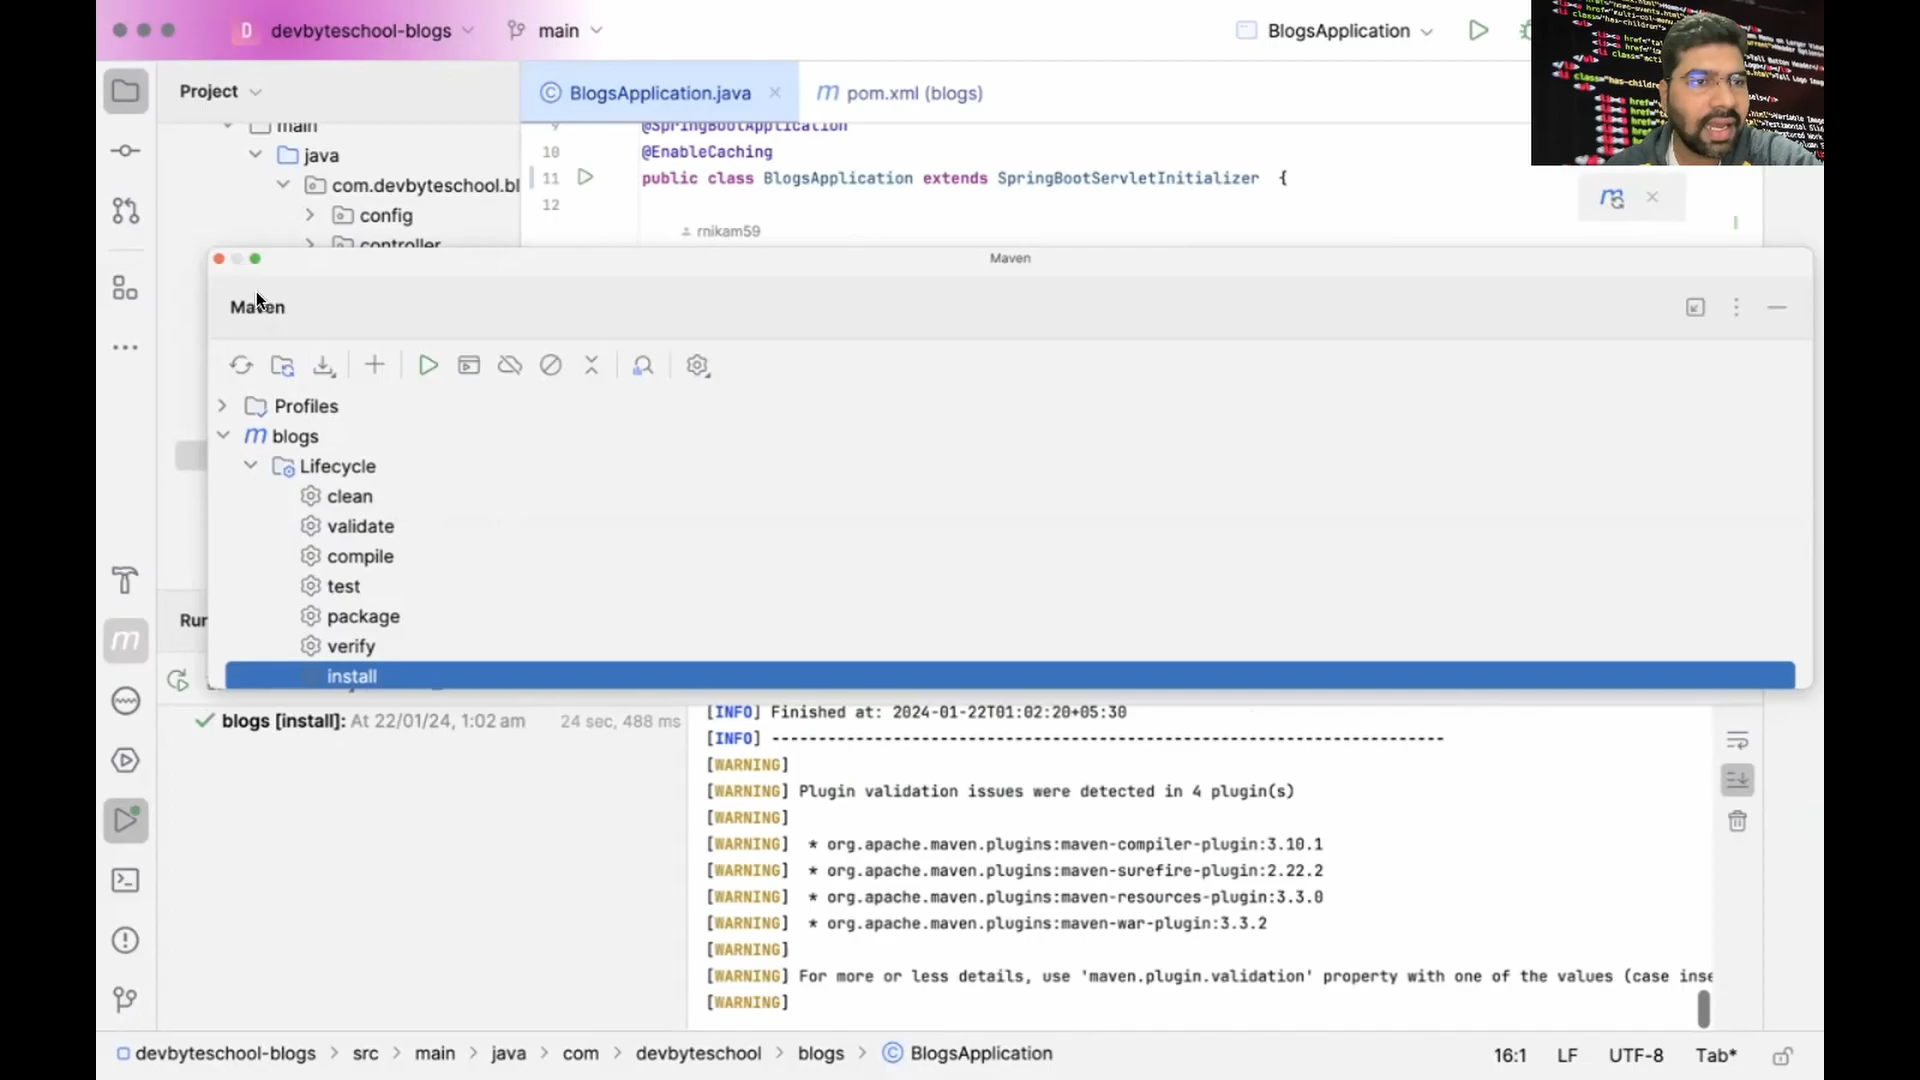 D devbyteschool-blogs main BlogsApplication
Project BlogsApplication.java pom.xml (blogs)
main
9 @SpringBootApplication
java
10 @EnableCaching
com.devbyteschool.bl
11 public class BlogsApplication extends SpringBootServletInitializer {
config
12
controller
rnikam59
Maven
Maven
Profiles
m blogs
Lifecycle
clean
validate
compile
test
package
Run
verify
install
blogs [install]: At 22/01/24, 1:02 am 24 sec, 488 ms
[INFO] Finished at: 2024-01-22T01:02:20+05:30
[INFO] ------------------------------------------------------------------------
[WARNING]
[WARNING] Plugin validation issues were detected in 4 plugin(s)
[WARNING]
[WARNING] * org.apache.maven.plugins:maven-compiler-plugin:3.10.1
[WARNING] * org.apache.maven.plugins:maven-surefire-plugin:2.22.2
[WARNING] * org.apache.maven.plugins:maven-resources-plugin:3.3.0
[WARNING] * org.apache.maven.plugins:maven-war-plugin:3.3.2
[WARNING]
[WARNING] For more or less details, use 'maven.plugin.validation' property with one of the values (case inse
[WARNING]
devbyteschool-blogs > src > main > java > com > devbyteschool > blogs > BlogsApplication 16:1 LF UTF-8 Tab*